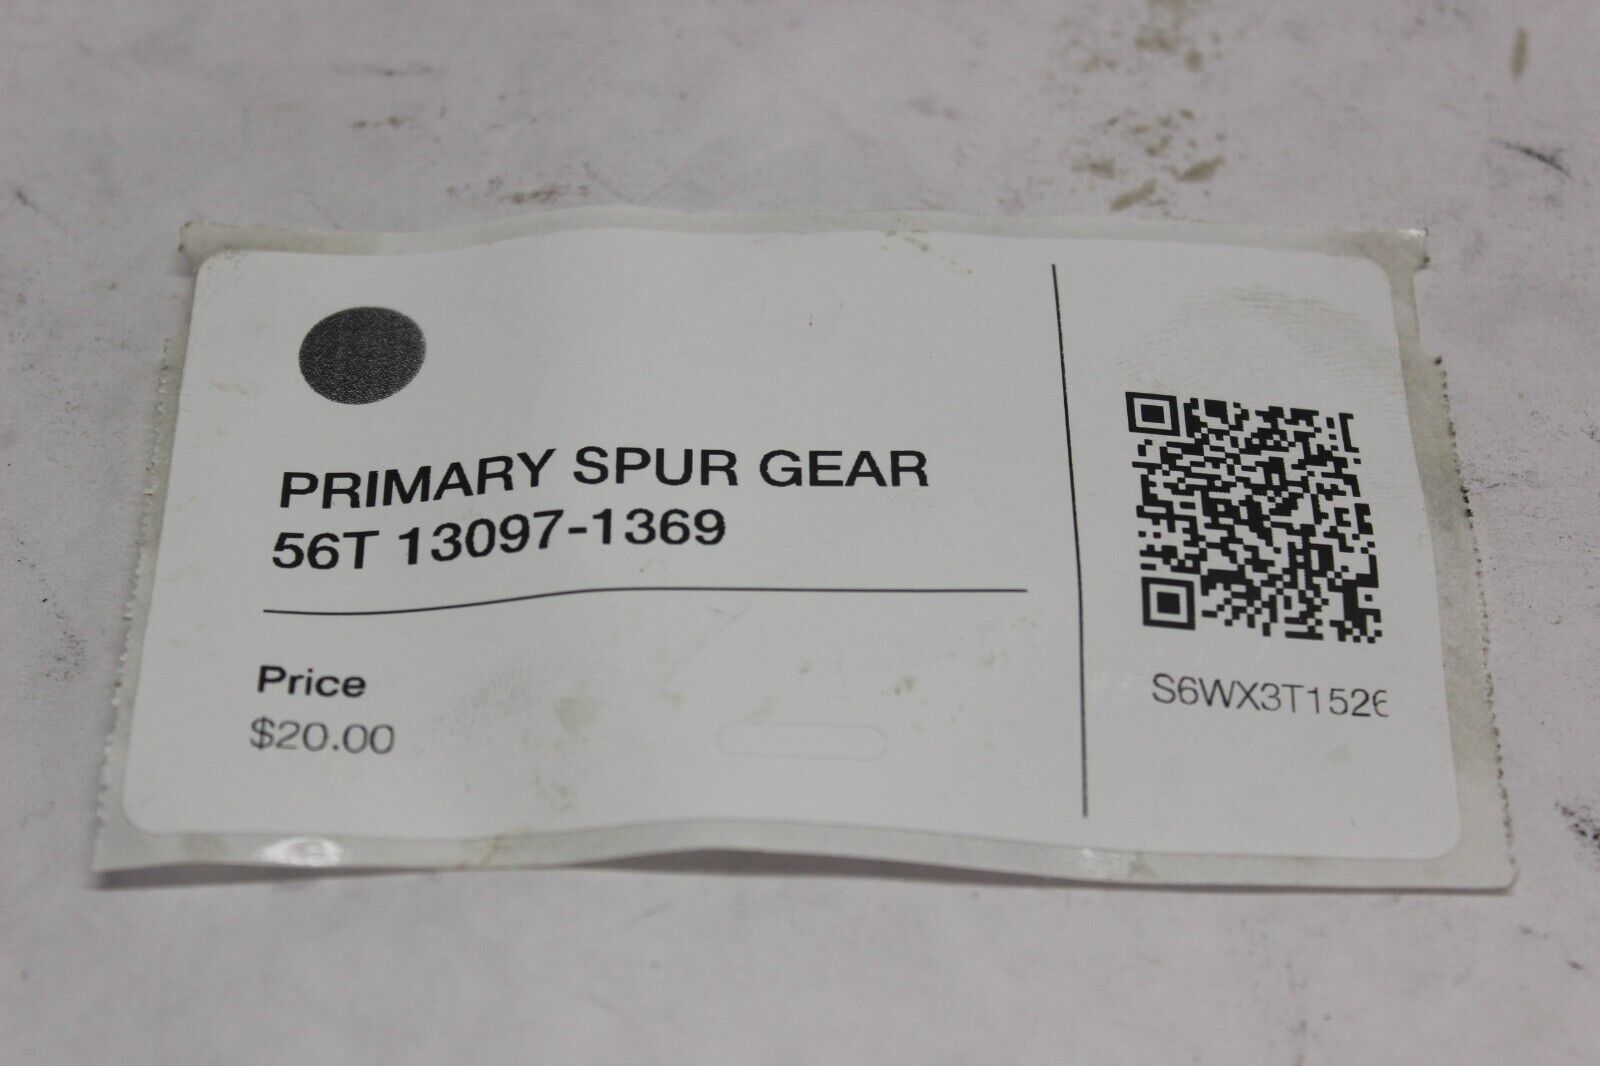 PRIMARY SPUR GEAR
56T 13097-1369
Price
$20.00
S6WX3T1526